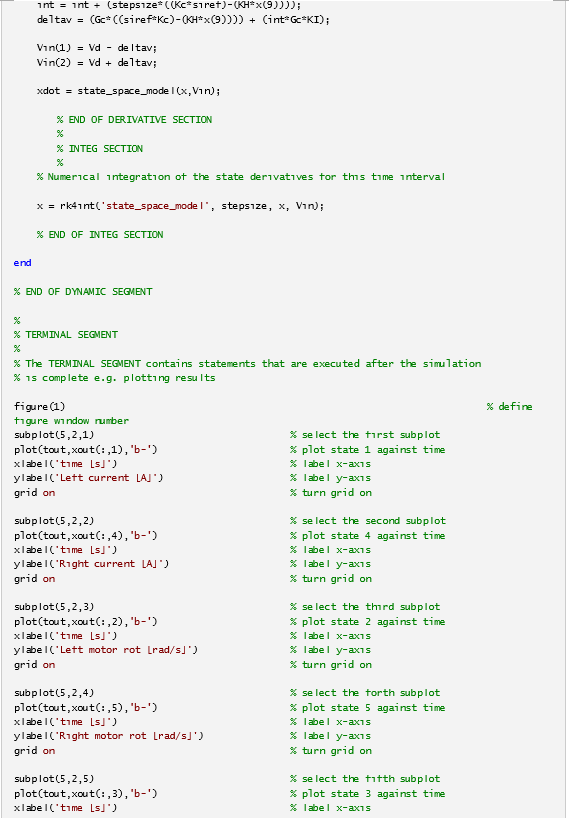 int = int + (stepsize*((Kc*siref)-(KH*x(9))));
deltav = (Gc*((siref*Kc)-(KH*x(9)))) + (int*Gc*KI);
Vin(1) = Vd - deltav;
Vin(2) = Vd + deltav;
xdot = state_space_model(x,Vin);
% END OF DERIVATIVE SECTION
%
% INTEG SECTION
%
% Numerical integration of the state derivatives for this time interval
x = rk4int('state_space_model', stepsize, x, Vin);
% END OF INTEG SECTION
end
% END OF DYNAMIC SEGMENT
%
% TERMINAL SEGMENT
%
% The TERMINAL SEGMENT contains statements that are executed after the simulation
% is complete e.g. plotting results
figure(1) % define
figure window number
subplot(5,2,1) % select the first subplot
plot(tout,xout(:,1),'b-') % plot state 1 against time
xlabel('time [s]') % label x-axis
ylabel('Left current [A]') % label y-axis
grid on % turn grid on
subplot(5,2,2) % select the second subplot
plot(tout,xout(:,4),'b-') % plot state 4 against time
xlabel('time [s]') % label x-axis
ylabel('Right current [A]') % label y-axis
grid on % turn grid on
subplot(5,2,3) % select the third subplot
plot(tout,xout(:,2),'b-') % plot state 2 against time
xlabel('time [s]') % label x-axis
ylabel('Left motor rot [rad/s]') % label y-axis
grid on % turn grid on
subplot(5,2,4) % select the forth subplot
plot(tout,xout(:,5),'b-') % plot state 5 against time
xlabel('time [s]') % label x-axis
ylabel('Right motor rot [rad/s]') % label y-axis
grid on % turn grid on
subplot(5,2,5) % select the fifth subplot
plot(tout,xout(:,3),'b-') % plot state 3 against time
xlabel('time [s]') % label x-axis